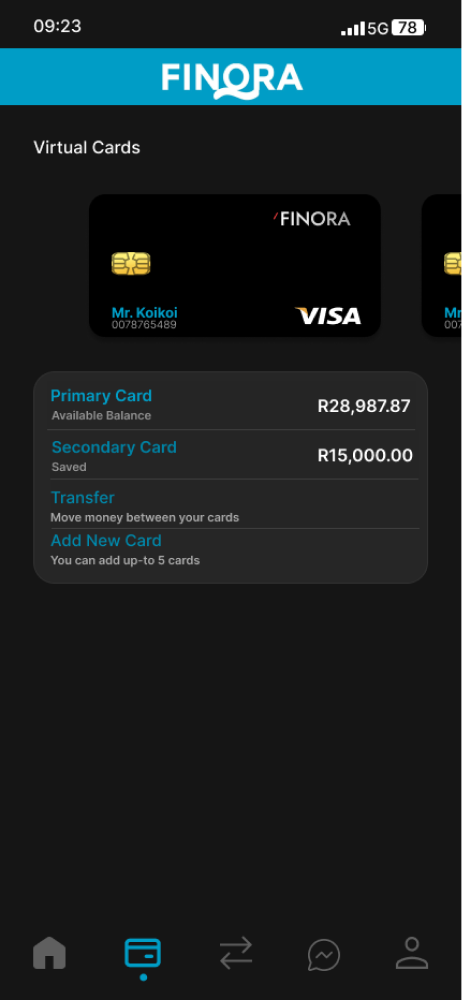 09:23
5G 78
FINORA
Virtual Cards
FINORA
Mr. Koikoi
0078765489
VISA
Mr
007
Primary Card
Available Balance
R28,987.87
Secondary Card
Saved
R15,000.00
Transfer
Move money between your cards
Add New Card
You can add up-to 5 cards